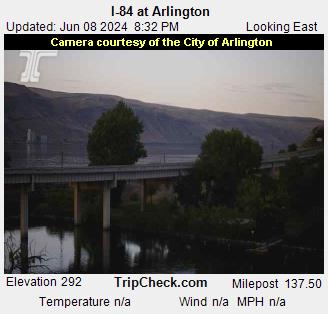 I-84 at Arlington
Updated: Jun 08 2024 8:32 PM Looking East
Camera courtesy of the City of Arlington
Elevation 292 TripCheck.com Milepost 137.50
Temperature n/a Wind n/a MPH n/a